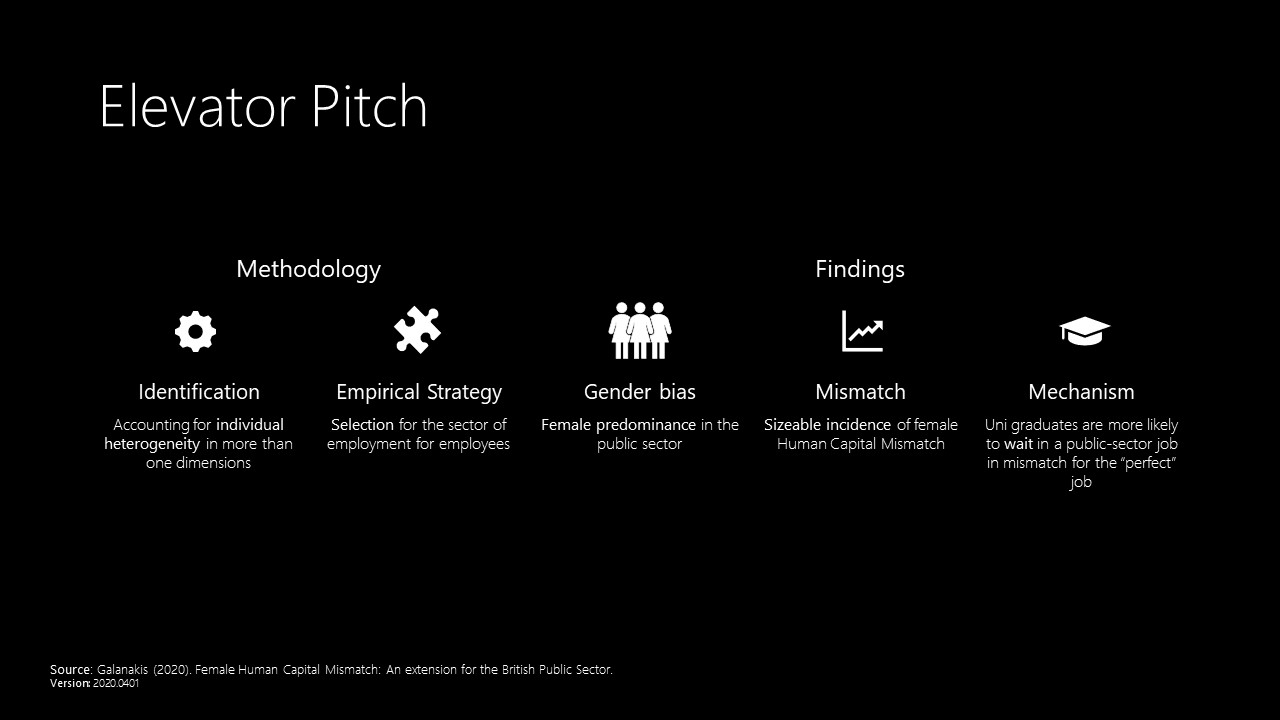 Elevator Pitch
Methodology
Findings
Identification
Accounting for individual
heterogeneity in more than
one dimensions
Empirical Strategy
Selection for the sector of
employment for employees
Gender bias
Female predominance in the
public sector
Mismatch
Sizeable incidence of female
Human Capital Mismatch
Mechanism
Uni graduates are more likely
to wait in a public-sector job
in mismatch for the “perfect”
job
Source: Galanakis (2020). Female Human Capital Mismatch: An extension for the British Public Sector.
Version: 2020.0401